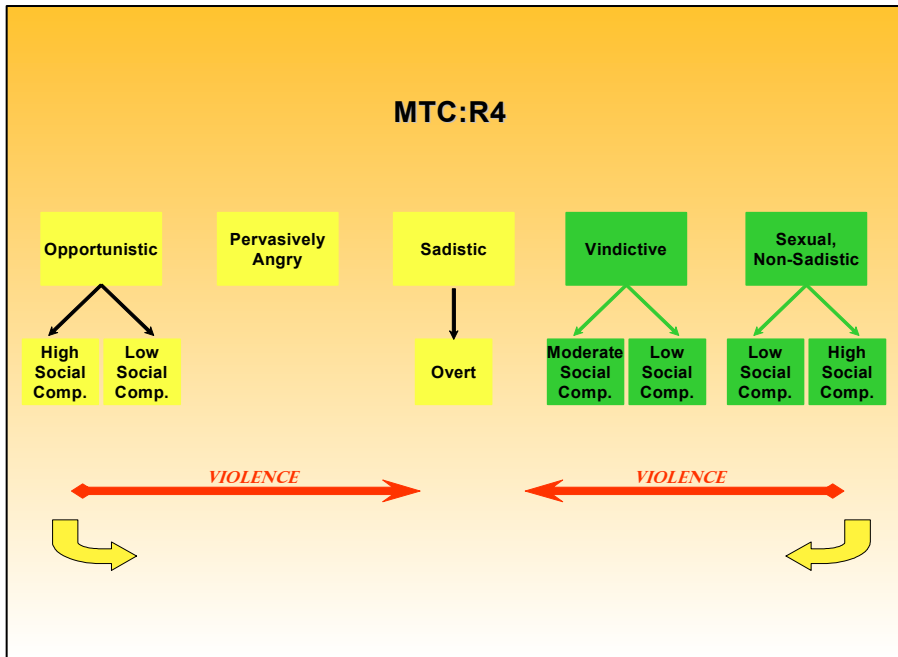 MTC:R4
Opportunistic
Pervasively
Angry
Sadistic
Vindictive
Sexual,
Non-Sadistic
High
Social
Comp.
Low
Social
Comp.
Overt
Moderate
Social
Comp.
Low
Social
Comp.
Low
Social
Comp.
High
Social
Comp.
VIOLENCE
VIOLENCE